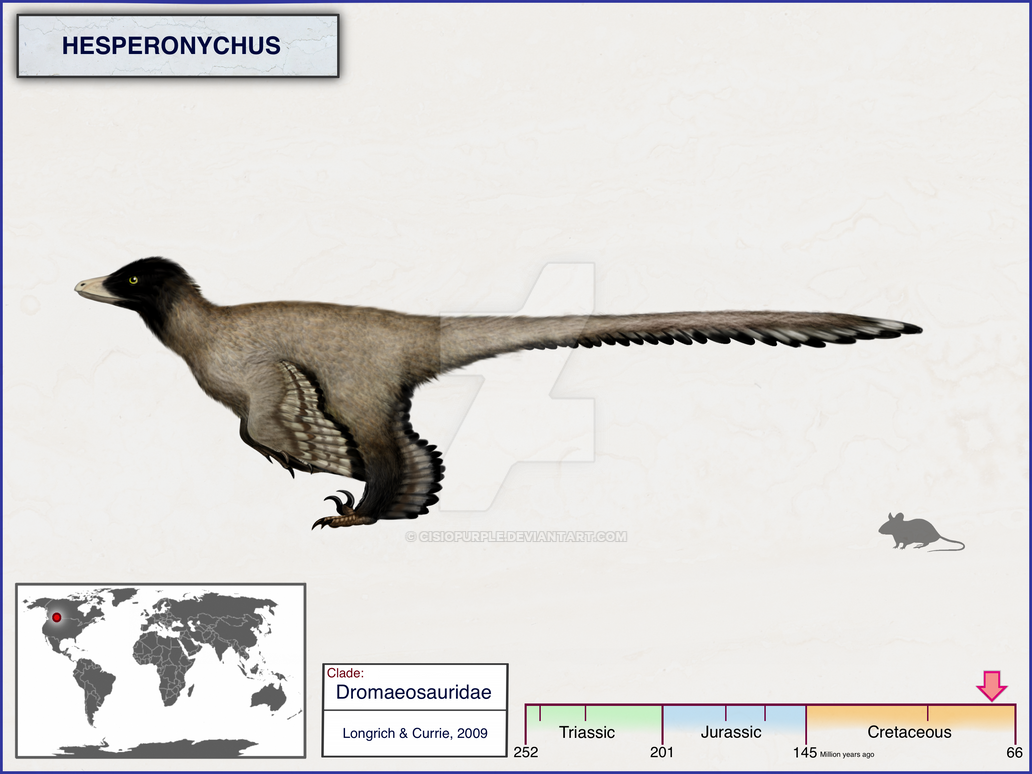 HESPERONYCHUS
© CISIOPURPLE.DEVIANTART.COM
Clade:
Dromaeosauridae
Longrich & Currie, 2009
Triassic Jurassic Cretaceous
252 201 145 Million years ago 66